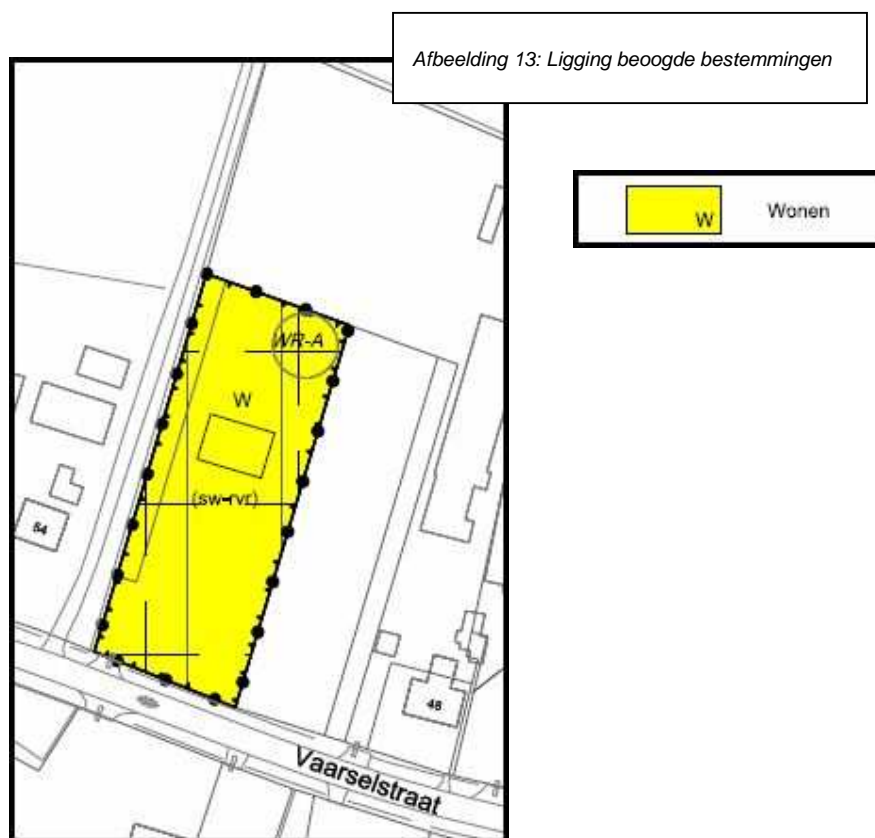 Afbeelding 13: Ligging beoogde bestemmingen
W Wonen
WR-A
W
(sw-rvr)
54
48
Vaarselstraat